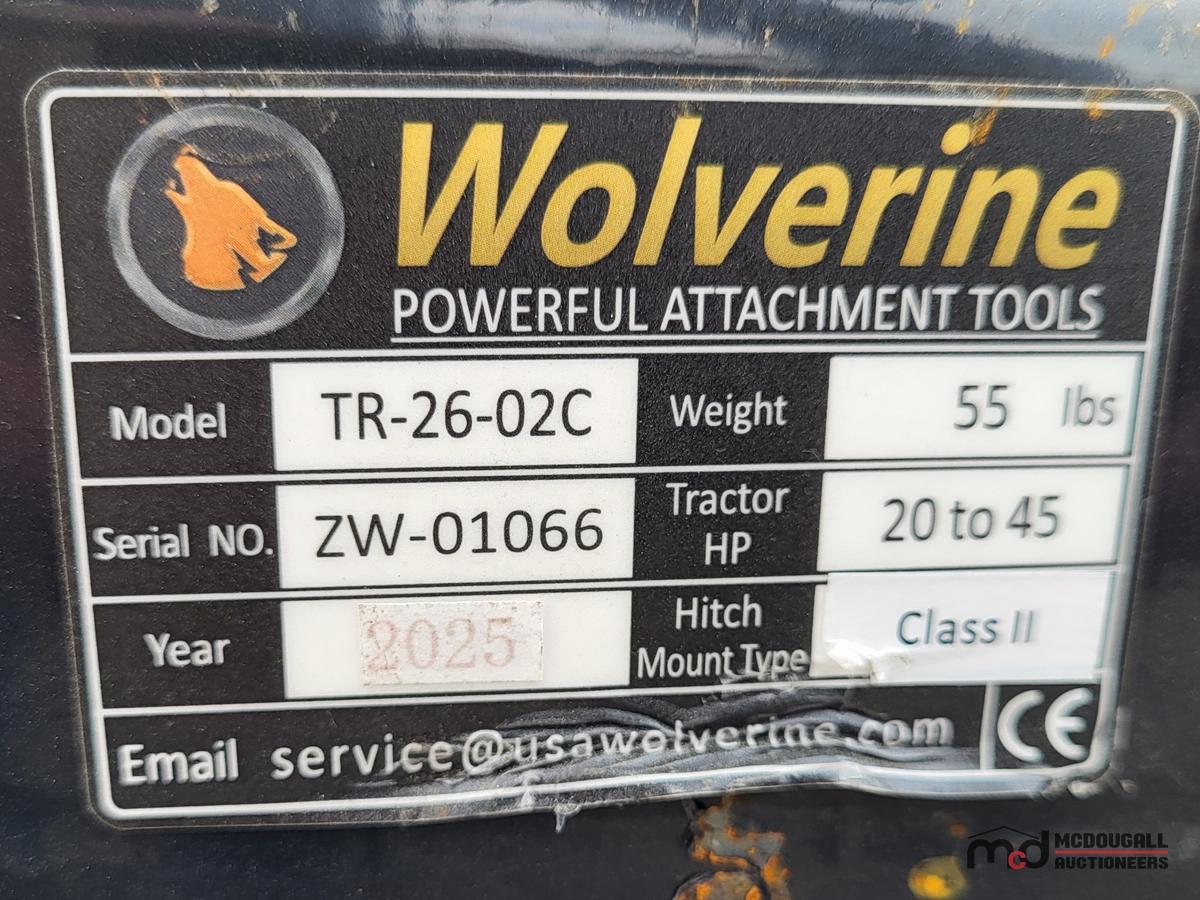 Wolverine
POWERFUL ATTACHMENT TOOLS
Model TR-26-02C Weight 55 lbs
Serial NO. ZW-01066 Tractor HP 20 to 45
Year 2025 Hitch Mount Type Class II
Email service@usawolverine.com CE
mcd MCDOUGALL
AUCTIONEERS